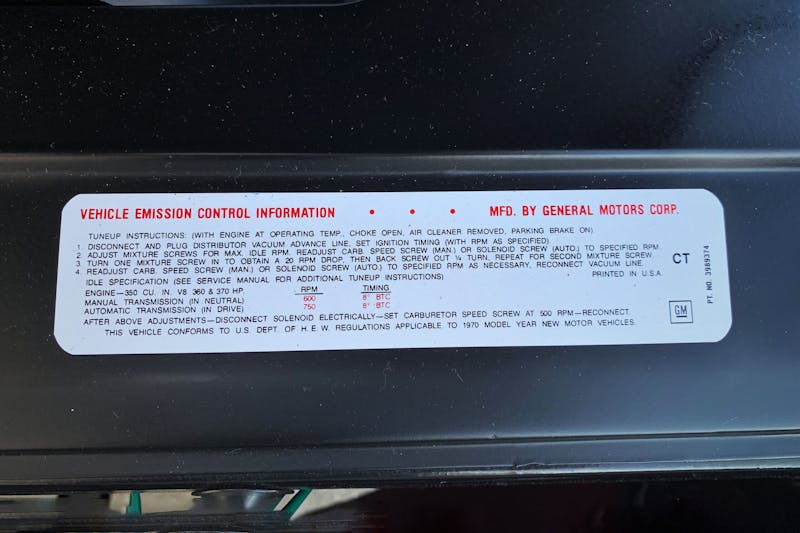 VEHICLE EMISSION CONTROL INFORMATION • • • MFD. BY GENERAL MOTORS CORP.
TUNEUP INSTRUCTIONS: (WITH ENGINE AT OPERATING TEMP., CHOKE OPEN, AIR CLEANER REMOVED, PARKING BRAKE ON)
1. DISCONNECT AND PLUG DISTRIBUTOR VACUUM ADVANCE LINE, SET IGNITION TIMING (WITH RPM AS SPECIFIED).
2. ADJUST MIXTURE SCREWS FOR MAX. IDLE RPM. READJUST CARB. SPEED SCREW (MAN.) OR SOLENOID SCREW (AUTO.) TO SPECIFIED RPM.
3. TURN ONE MIXTURE SCREW IN TO OBTAIN A 20 RPM DROP, THEN BACK SCREW OUT ¼ TURN, REPEAT FOR SECOND MIXTURE SCREW.
4. READJUST CARB. SPEED SCREW (MAN.) OR SOLENOID SCREW (AUTO.) TO SPECIFIED RPM AS NECESSARY, RECONNECT VACUUM LINE.
IDLE SPECIFICATION (SEE SERVICE MANUAL FOR ADDITIONAL TUNEUP INSTRUCTIONS). PRINTED IN U.S.A.
ENGINE—350 CU. IN. V8 360 & 370 HP. RPM TIMING
MANUAL TRANSMISSION (IN NEUTRAL) 600 8° BTC
AUTOMATIC TRANSMISSION (IN DRIVE) 750 8° BTC
AFTER ABOVE ADJUSTMENTS—DISCONNECT SOLENOID ELECTRICALLY—SET CARBURETOR SPEED SCREW AT 500 RPM—RECONNECT.
THIS VEHICLE CONFORMS TO U.S. DEPT. OF H.E.W. REGULATIONS APPLICABLE TO 1970 MODEL YEAR NEW MOTOR VEHICLES.
CT
GM
PT. NO. 3989374